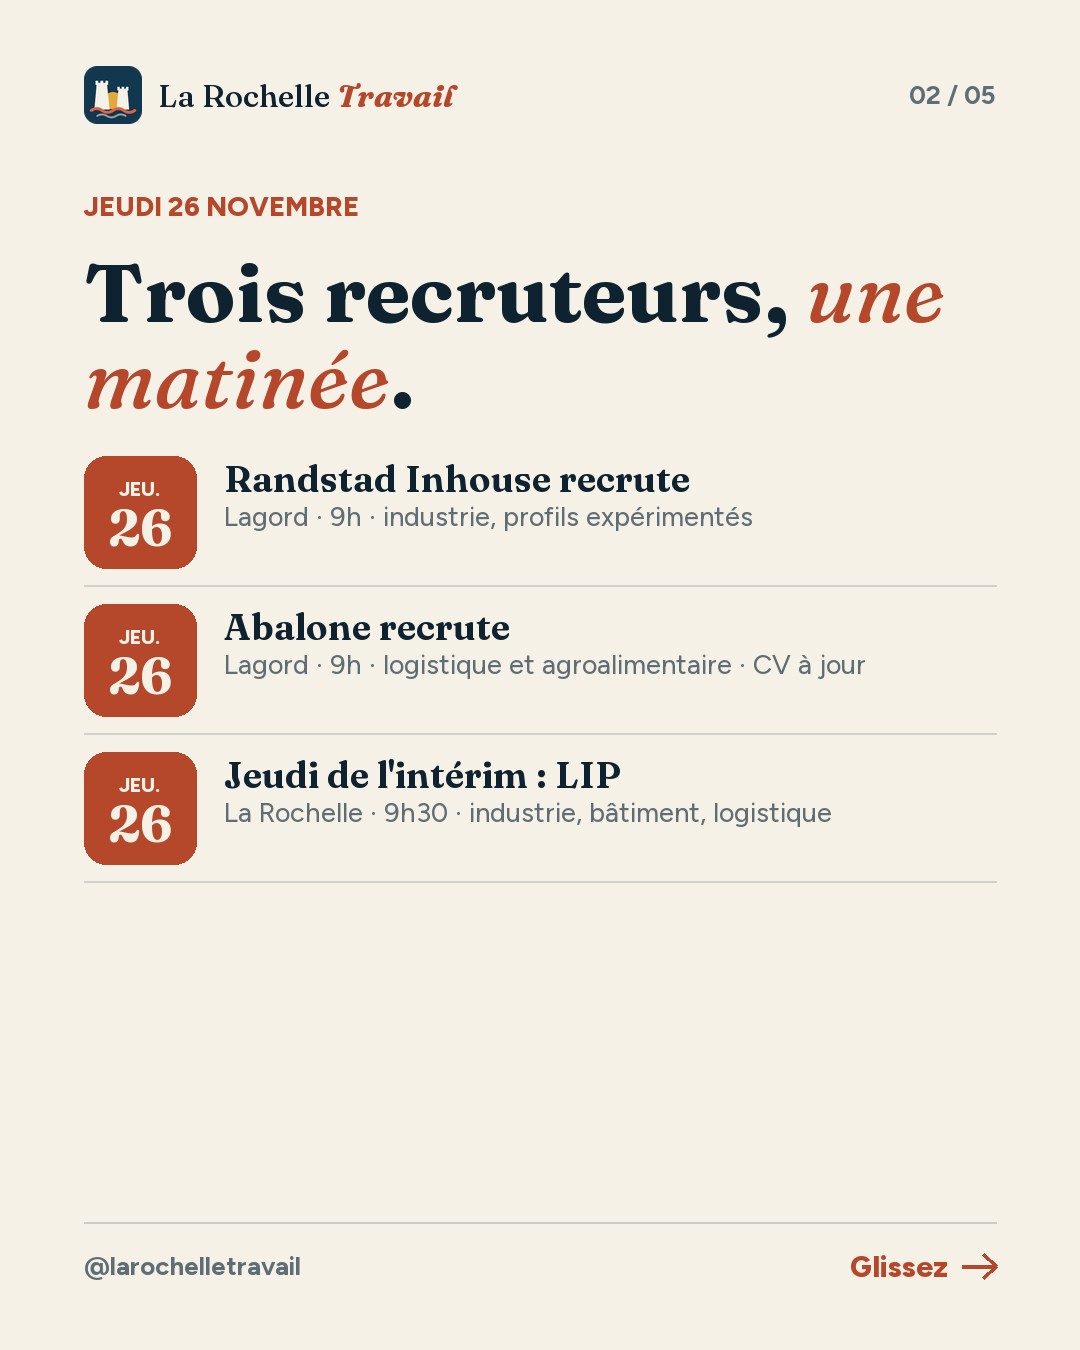 La Rochelle Travail
02 / 05
JEUDI 26 NOVEMBRE
Trois recruteurs, une
matinée.
JEU.
26
Randstad Inhouse recrute
Lagord · 9h · industrie, profils expérimentés
JEU.
26
Abalone recrute
Lagord · 9h · logistique et agroalimentaire · CV à jour
JEU.
26
Jeudi de l'intérim : LIP
La Rochelle · 9h30 · industrie, bâtiment, logistique
@larochelletravail
Glissez →